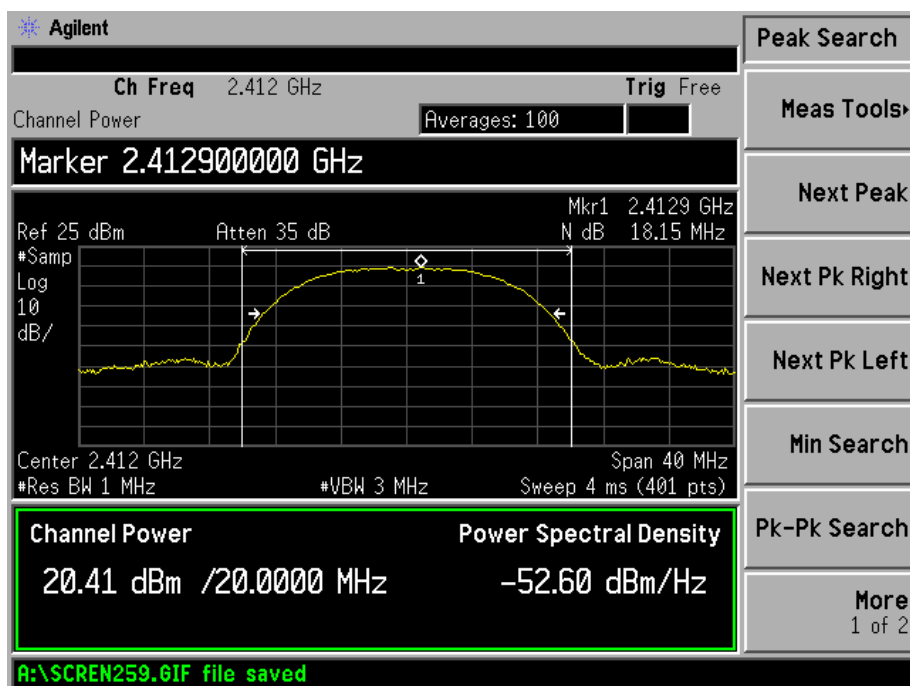 Agilent
Peak Search
Ch Freq 2.412 GHz Trig Free
Channel Power Averages: 100
Meas Tools
Marker 2.412900000 GHz
Next Peak
Mkr1 2.4129 GHz
Ref 25 dBm Atten 35 dB N dB 18.15 MHz
#Samp
Log
10
dB/
1
Next Pk Right
Next Pk Left
Min Search
Center 2.412 GHz Span 40 MHz
#Res BW 1 MHz #VBW 3 MHz Sweep 4 ms (401 pts)
Channel Power Power Spectral Density
Pk-Pk Search
20.41 dBm /20.0000 MHz -52.60 dBm/Hz
More
1 of 2
A:\SCREN259.GIF file saved